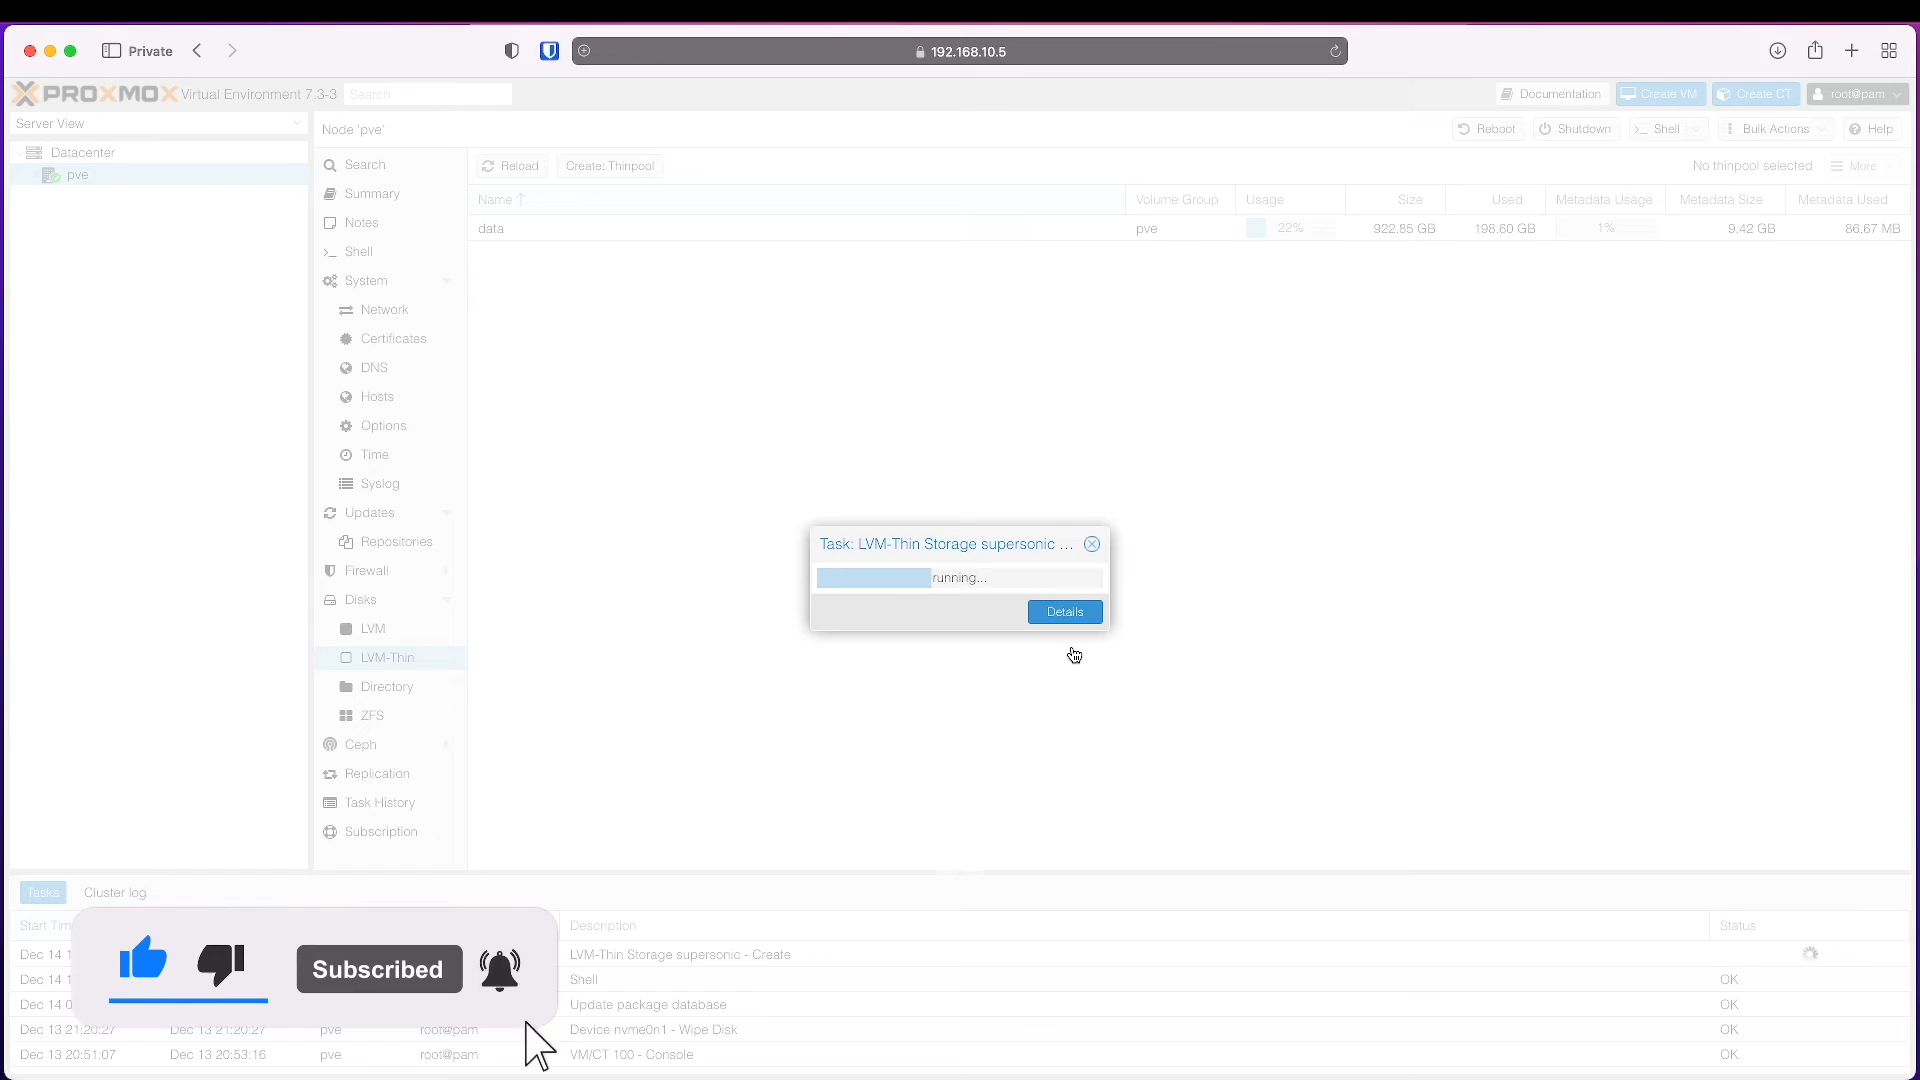 Private
192.168.10.5
PROXMOX Virtual Environment 7.3-3 Search
Documentation Create VM Create CT root@pam
Server View
Node 'pve'
Reboot Shutdown Shell Bulk Actions Help
Datacenter
pve
Search
Summary
Notes
Shell
System
Network
Certificates
DNS
Hosts
Options
Time
Syslog
Updates
Repositories
Firewall
Disks
LVM
LVM-Thin
Directory
ZFS
Ceph
Replication
Task History
Subscription
Reload Create: Thinpool No thinpool selected More
Name Volume Group Usage Size Used Metadata Usage Metadata Size Metadata Used
data pve 22% 922.85 GB 198.60 GB 1% 9.42 GB 86.67 MB
Task: LVM-Thin Storage supersonic ...
running...
Details
Tasks Cluster log
Start Tim Description Status
Dec 14 1 LVM-Thin Storage supersonic - Create
Dec 14 1 Shell OK
Dec 14 0 Update package database OK
Dec 13 21:20:27 Dec 13 21:20:27 pve root@pam Device nvme0n1 - Wipe Disk OK
Dec 13 20:51:07 Dec 13 20:53:16 pve root@pam VM/CT 100 - Console OK
Subscribed